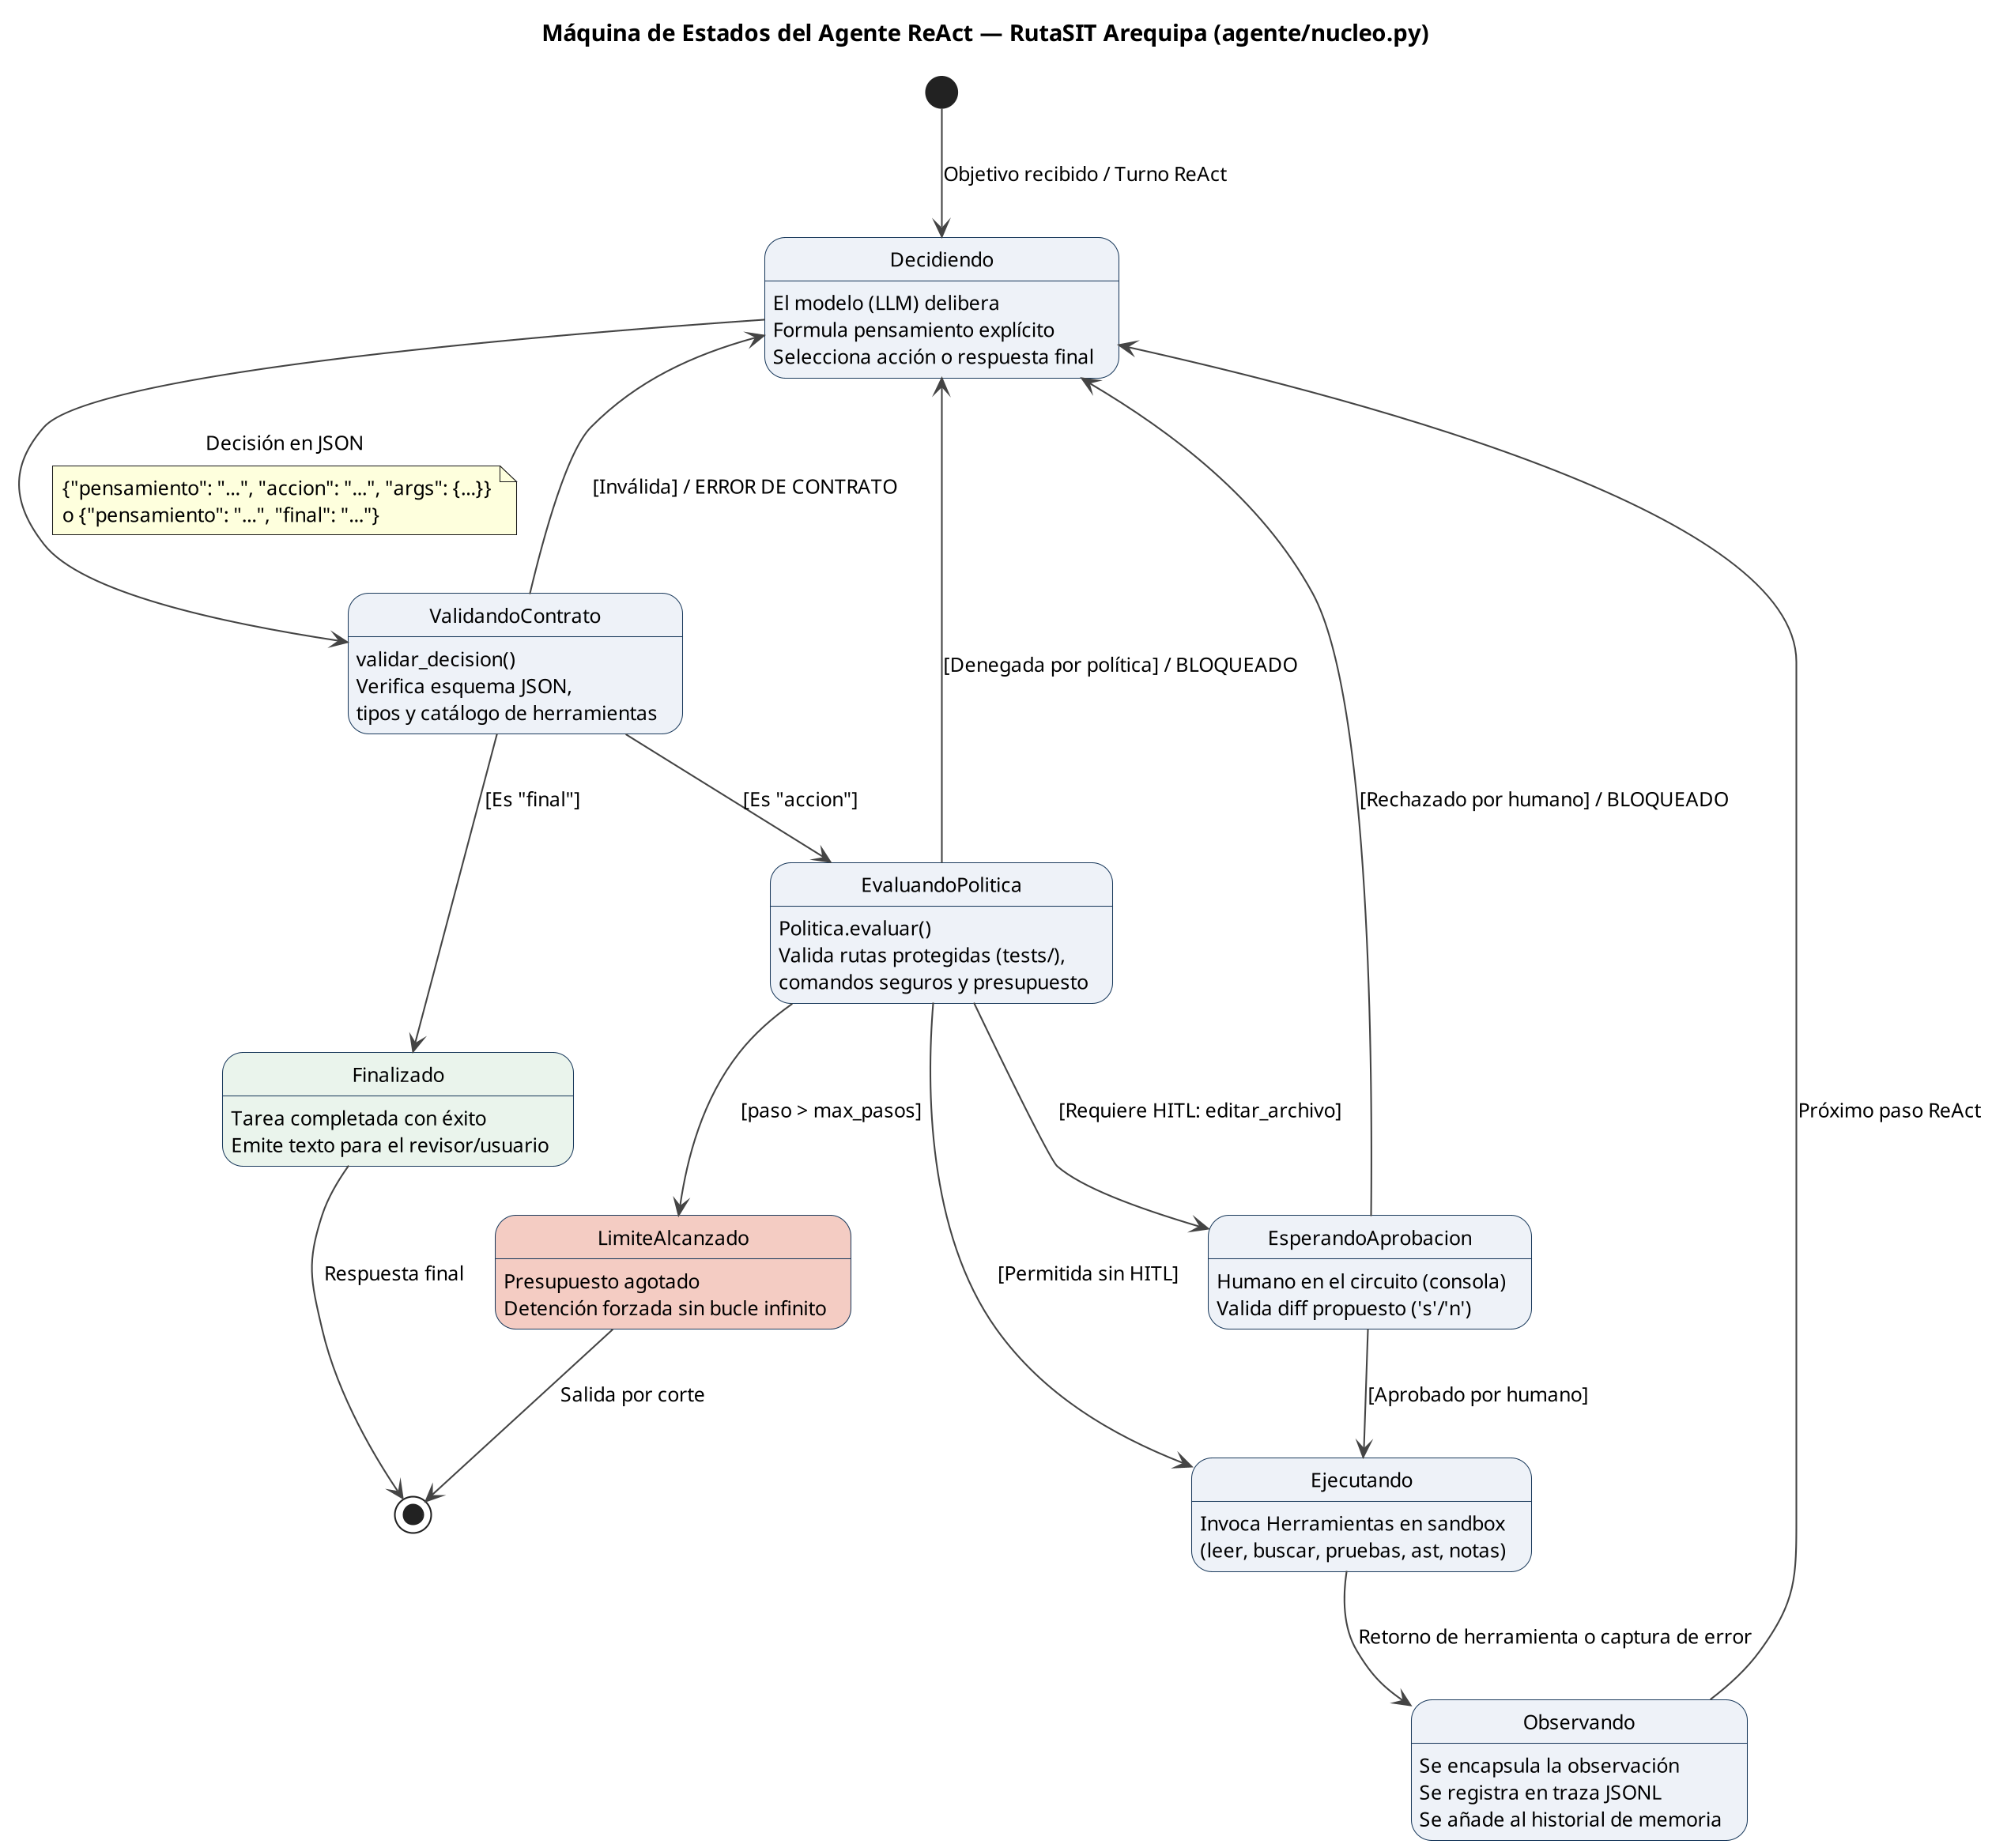 Máquina de Estados del Agente ReAct — RutaSIT Arequipa (agente/nucleo.py)
Objetivo recibido / Turno ReAct
Decidiendo
El modelo (LLM) delibera
Formula pensamiento explícito
Selecciona acción o respuesta final
Decisión en JSON
{"pensamiento": "...", "accion": "...", "args": {...}}
o {"pensamiento": "...", "final": "..."}
[Inválida] / ERROR DE CONTRATO
ValidandoContrato
validar_decision()
Verifica esquema JSON,
tipos y catálogo de herramientas
[Denegada por política] / BLOQUEADO
[Es "final"]
[Es "accion"]
[Rechazado por humano] / BLOQUEADO
EvaluandoPolitica
Politica.evaluar()
Valida rutas protegidas (tests/),
comandos seguros y presupuesto
Finalizado
Tarea completada con éxito
Emite texto para el revisor/usuario
[paso > max_pasos]
[Requiere HITL: editar_archivo]
Próximo paso ReAct
LimiteAlcanzado
Presupuesto agotado
Detención forzada sin bucle infinito
EsperandoAprobacion
Humano en el circuito (consola)
Valida diff propuesto ('s'/'n')
Respuesta final
[Permitida sin HITL]
Salida por corte
[Aprobado por humano]
Ejecutando
Invoca Herramientas en sandbox
(leer, buscar, pruebas, ast, notas)
Retorno de herramienta o captura de error
Observando
Se encapsula la observación
Se registra en traza JSONL
Se añade al historial de memoria